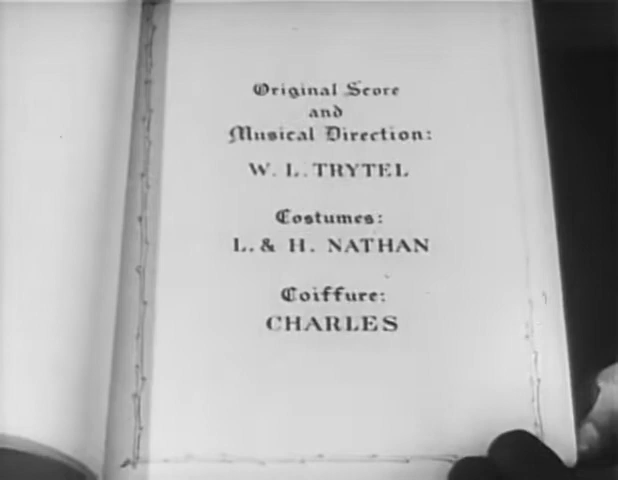 Original Score
and
Musical Direction:
W. L. TRYTEL
Costumes:
L. & H. NATHAN
Coiffure:
CHARLES